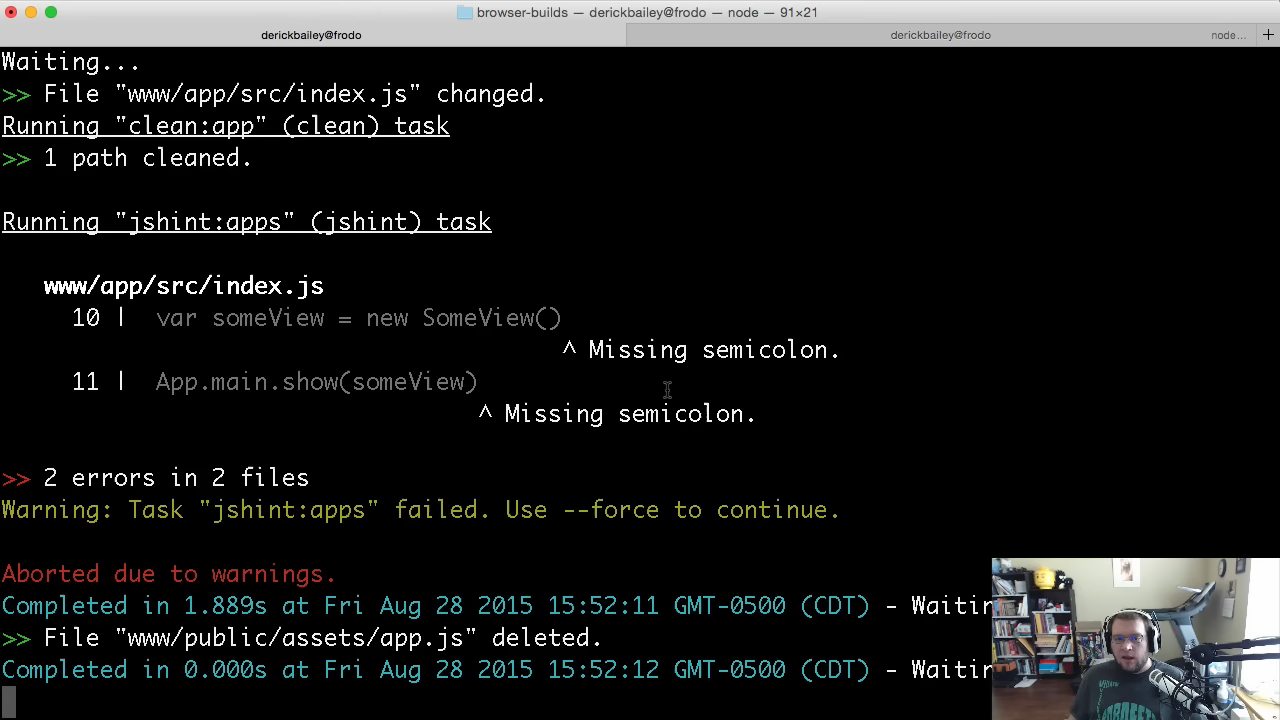 browser-builds — derickbailey@frodo — node — 91×21
derickbailey@frodo
derickbailey@frodo
node...
+
Waiting...
>> File "www/app/src/index.js" changed.
Running "clean:app" (clean) task
>> 1 path cleaned.
Running "jshint:apps" (jshint) task
www/app/src/index.js
10 | var someView = new SomeView()
^ Missing semicolon.
11 | App.main.show(someView)
^ Missing semicolon.
>> 2 errors in 2 files
Warning: Task "jshint:apps" failed. Use --force to continue.
Aborted due to warnings.
Completed in 1.889s at Fri Aug 28 2015 15:52:11 GMT-0500 (CDT) - Waitin
>> File "www/public/assets/app.js" deleted.
Completed in 0.000s at Fri Aug 28 2015 15:52:12 GMT-0500 (CDT) - Waitin